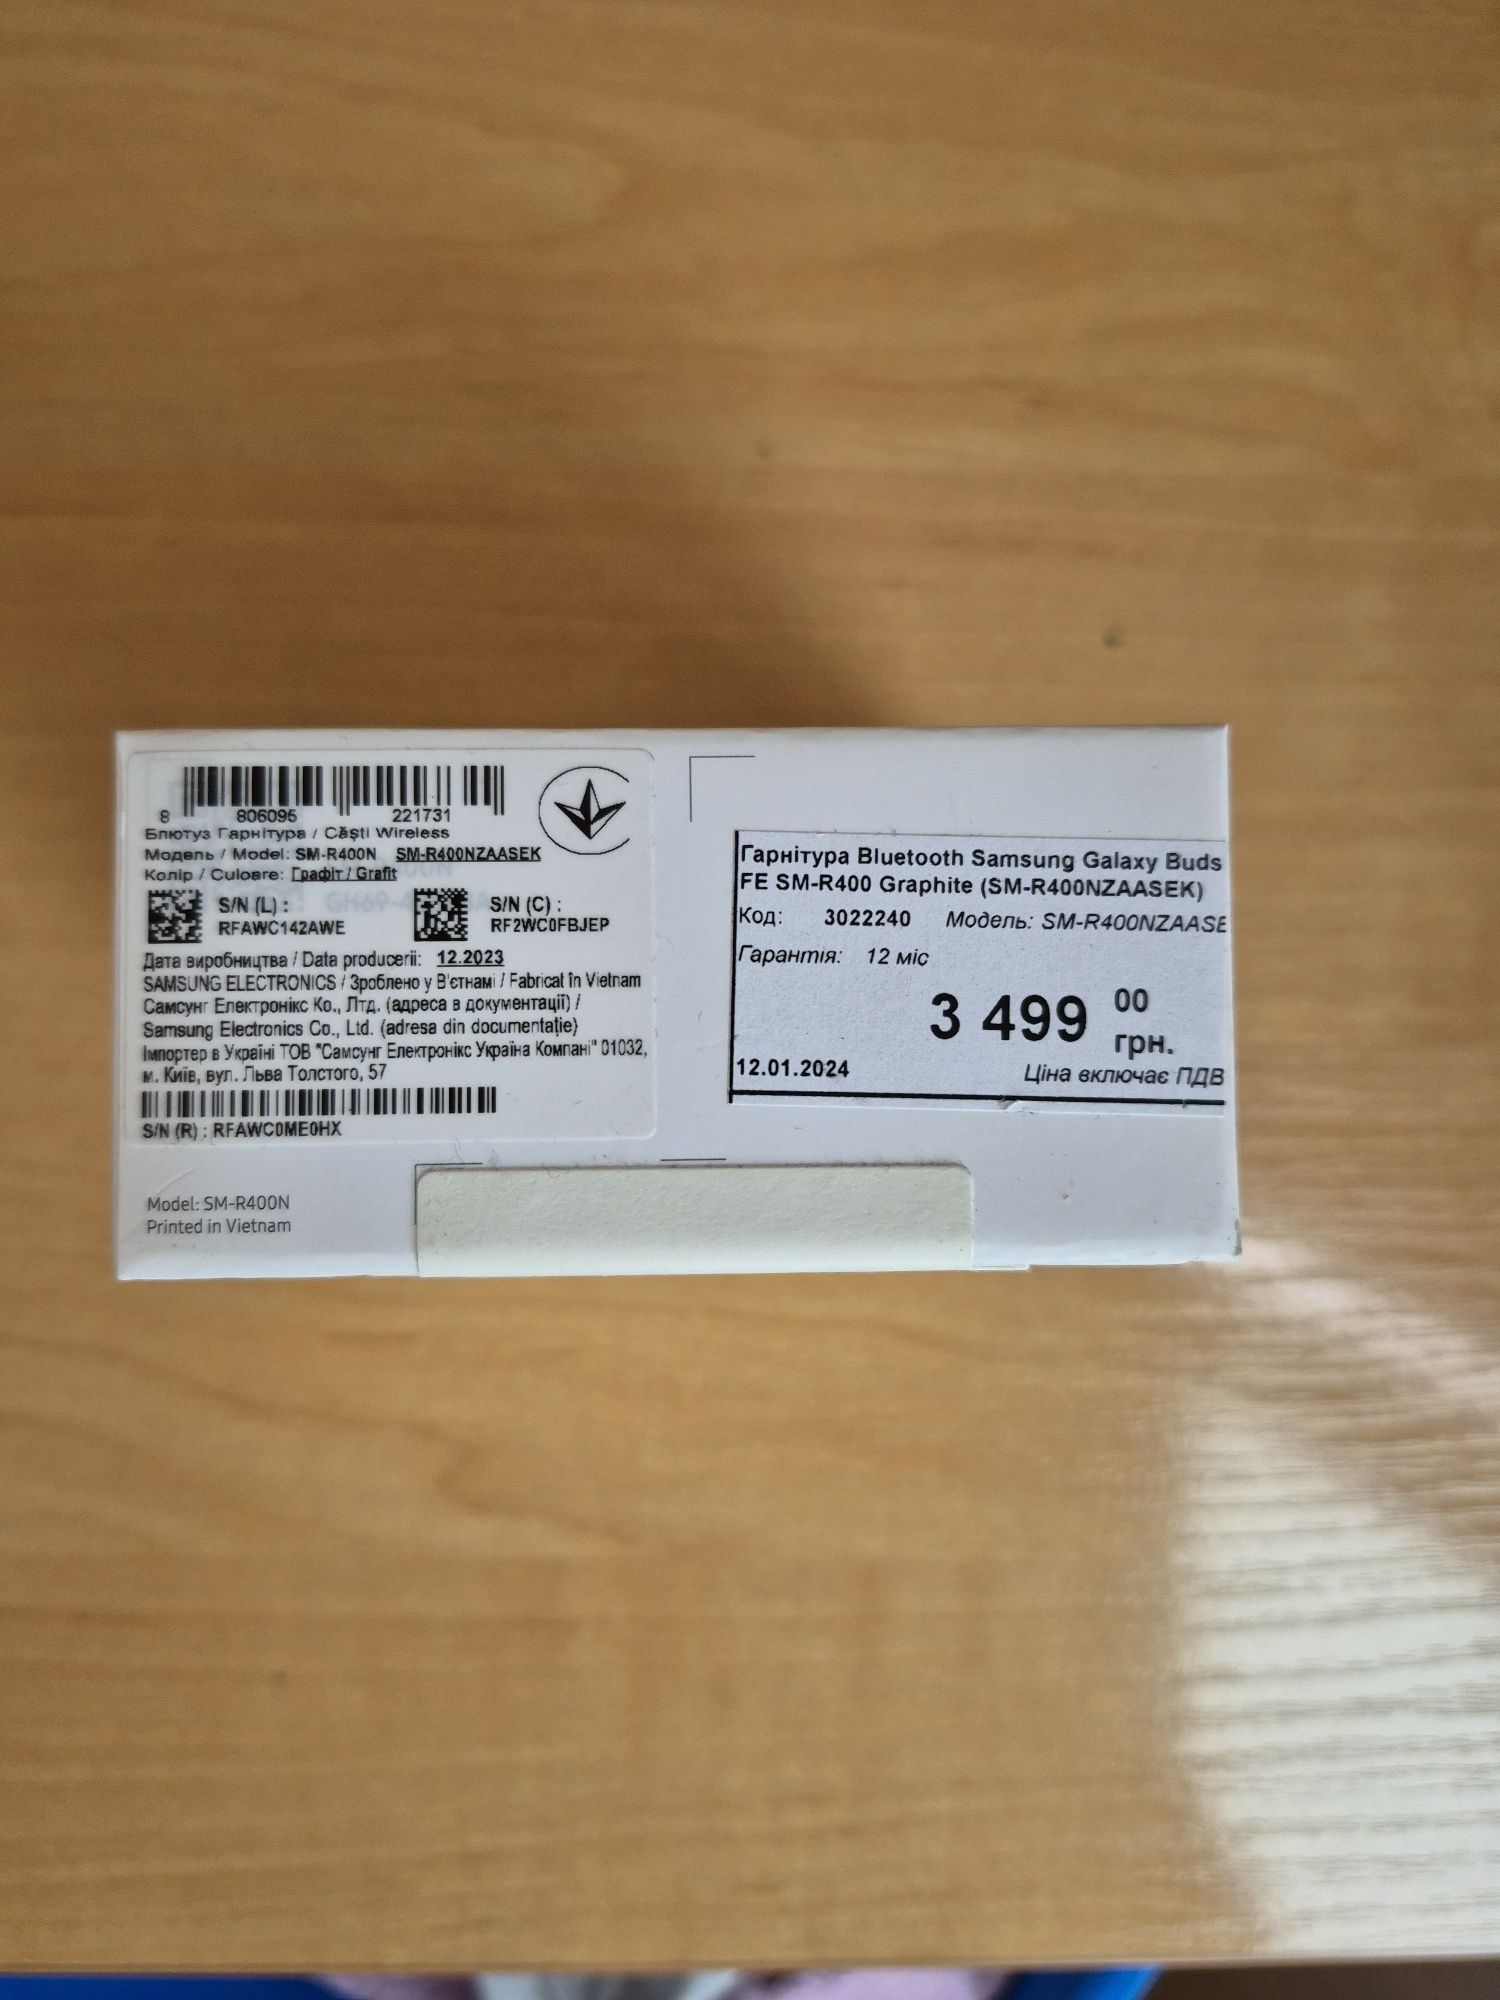 8 806095 221731
Блютуз Гарнітура / Căști Wireless
Модель / Model: SM-R400N SM-R400NZAASEK
Колір / Culoare: Графіт / Grafit
S/N (L) :
RFAWC142AWE
S/N (C) :
RF2WC0FBJEP
Дата виробництва / Data producerii: 12.2023
SAMSUNG ELECTRONICS / Зроблено у В'єтнамі / Fabricat în Vietnam
Самсунг Електронікс Ко., Лтд. (адреса в документації) /
Samsung Electronics Co., Ltd. (adresa din documentație)
Імпортер в Україні ТОВ "Самсунг Електронікс Україна Компані" 01032,
м. Київ, вул. Льва Толстого, 57
S/N (R) : RFAWC0ME0HX
Model: SM-R400N
Printed in Vietnam
Гарнітура Bluetooth Samsung Galaxy Buds
FE SM-R400 Graphite (SM-R400NZAASEK)
Код: 3022240 Модель: SM-R400NZAASE
Гарантія: 12 міс
3 499 00
грн.
12.01.2024 Ціна включає ПДВ